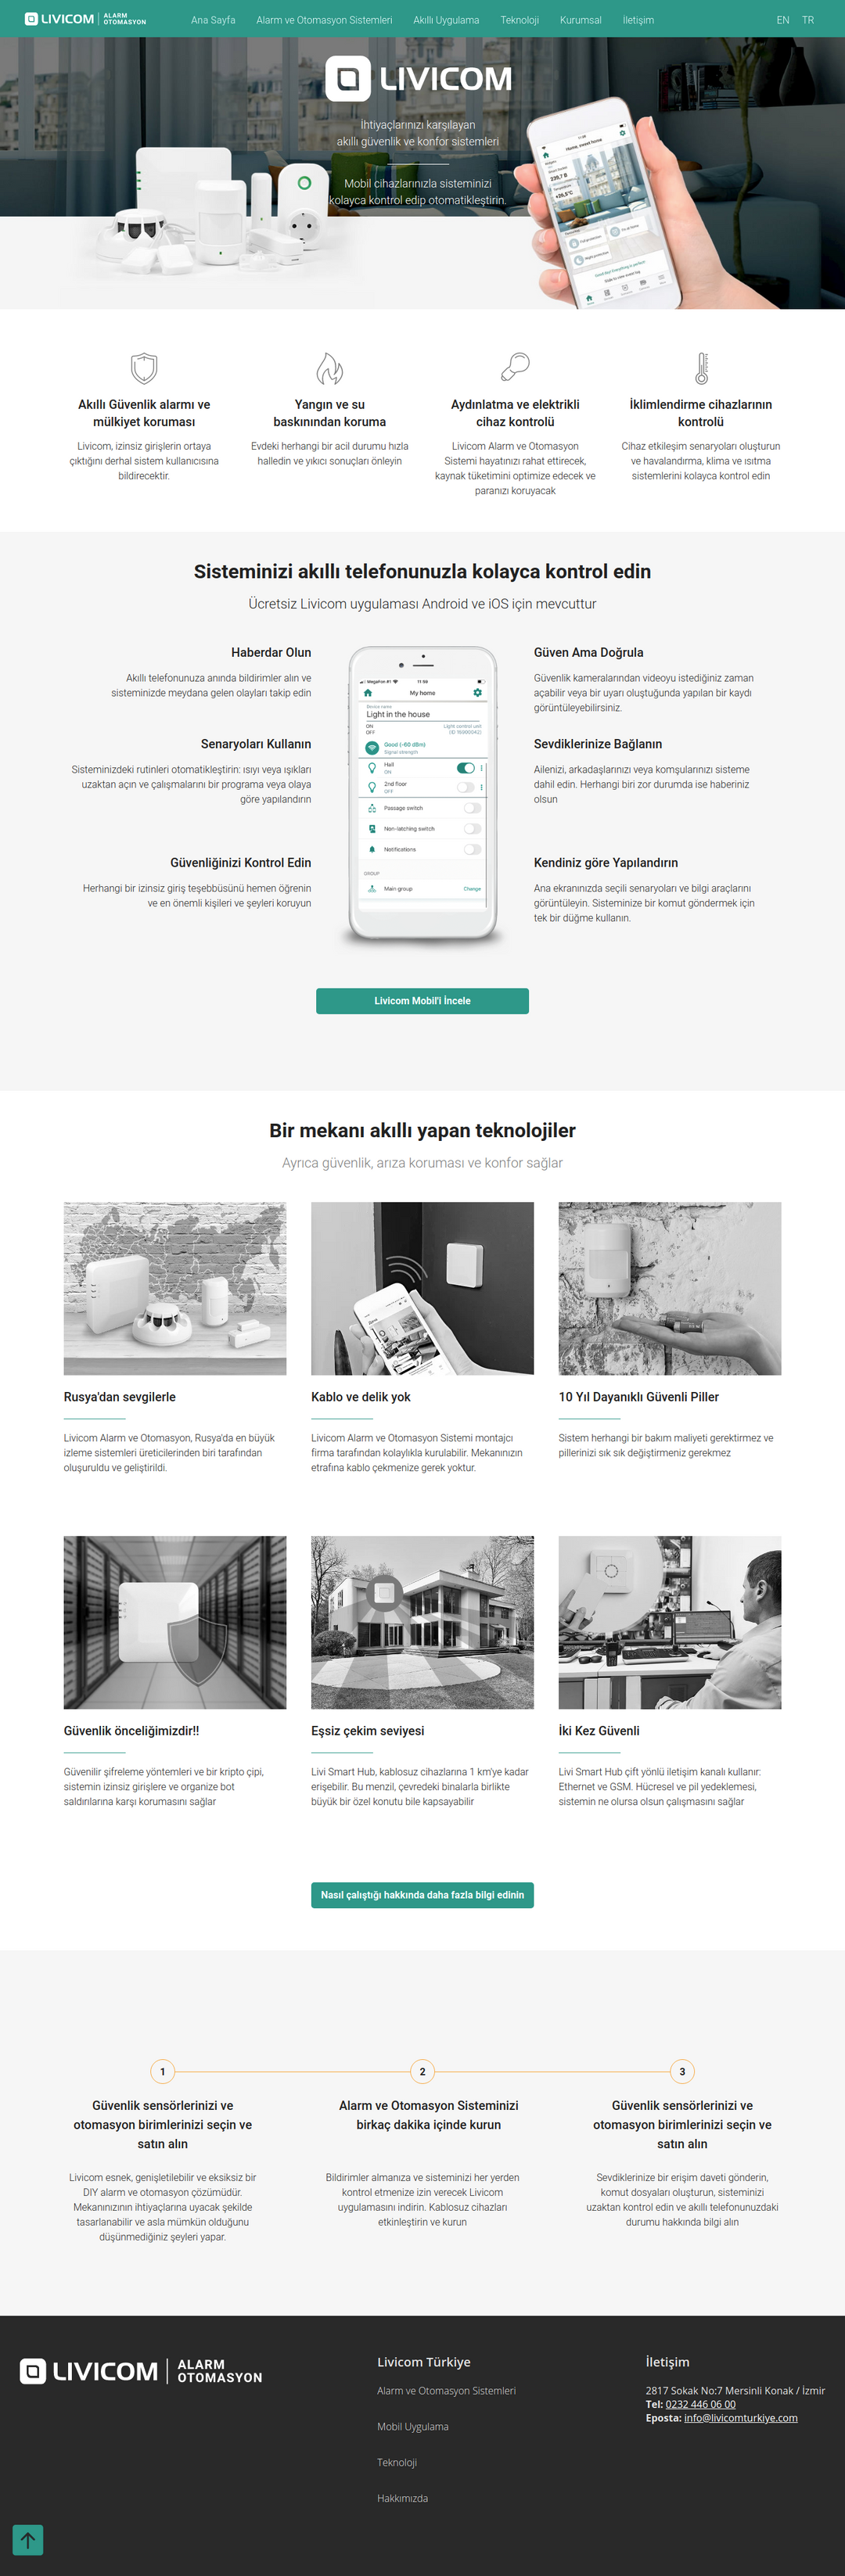 LIVICOM ALARM OTOMASYON
Ana Sayfa Alarm ve Otomasyon Sistemleri Akıllı Uygulama Teknoloji Kurumsal İletişim EN TR
LIVICOM
İhtiyaçlarınızı karşılayan
akıllı güvenlik ve konfor sistemleri
Mobil cihazlarınızla sisteminizi
kolayca kontrol edip otomatikleştirin.
Home, sweet home
Akıllı Güvenlik alarmı ve
mülkiyet koruması
Livicom, izinsiz girişlerin ortaya
çıktığını derhal sistem kullanıcısına
bildirecektir.
Yangın ve su
baskınından koruma
Evdeki herhangi bir acil durumu hızla
halledin ve yıkıcı sonuçları önleyin
Aydınlatma ve elektrikli
cihaz kontrolü
Livicom Alarm ve Otomasyon
Sistemi hayatınızı rahat ettirecek,
kaynak tüketimini optimize edecek ve
paranızı koruyacak
İklimlendirme cihazlarının
kontrolü
Cihaz etkileşim senaryoları oluşturun
ve havalandırma, klima ve ısıtma
sistemlerini kolayca kontrol edin
Sisteminizi akıllı telefonunuzla kolayca kontrol edin
Ücretsiz Livicom uygulaması Android ve iOS için mevcuttur
Haberdar Olun
Akıllı telefonunuza anında bildirimler alın ve
sisteminizde meydana gelen olayları takip edin
Senaryoları Kullanın
Sisteminizdeki rutinleri otomatikleştirin: ısıyı veya ışıkları
uzaktan açın ve çalışmalarını bir programa veya olaya
göre yapılandırın
Güvenliğinizi Kontrol Edin
Herhangi bir izinsiz giriş teşebbüsünü hemen öğrenin
ve en önemli kişileri ve şeyleri koruyun
MegaFon #1 11:56
My home
Device name
Light in the house
ON
OFF
Light control unit
(ID 16990042)
Good (-60 dBm)
Signal strength
Hall
ON
2nd floor
OFF
Passage switch
Non-latching switch
Notifications
GROUP
Main group Change
Güven Ama Doğrula
Güvenlik kameralarından videoyu istediğiniz zaman
açabilir veya bir uyarı oluştuğunda yapılan bir kaydı
görüntüleyebilirsiniz.
Sevdiklerinize Bağlanın
Ailenizi, arkadaşlarınızı veya komşularınızı sisteme
dahil edin. Herhangi biri zor durumda ise haberiniz
olsun
Kendiniz göre Yapılandırın
Ana ekranınızda seçili senaryoları ve bilgi araçlarını
görüntüleyin. Sisteminize bir komut göndermek için
tek bir düğme kullanın.
Livicom Mobil'i İncele
Bir mekanı akıllı yapan teknolojiler
Ayrıca güvenlik, arıza koruması ve konfor sağlar
Rusya'dan sevgilerle
Livicom Alarm ve Otomasyon, Rusya'da en büyük
izleme sistemleri üreticilerinden biri tarafından
oluşturuldu ve geliştirildi.
Kablo ve delik yok
Livicom Alarm ve Otomasyon Sistemi montajcı
firma tarafından kolaylıkla kurulabilir. Mekanınızın
etrafına kablo çekmenize gerek yoktur.
10 Yıl Dayanıklı Güvenli Piller
Sistem herhangi bir bakım maliyeti gerektirmez ve
pillerinizi sık sık değiştirmeniz gerekmez
Güvenlik önceliğimizdir!!
Güvenilir şifreleme yöntemleri ve bir kripto çipi,
sistemin izinsiz girişlere ve organize bot
saldırılarına karşı korumasını sağlar
Eşsiz çekim seviyesi
Livi Smart Hub, kablosuz cihazlarına 1 km'ye kadar
erişebilir. Bu menzil, çevredeki binalarla birlikte
büyük bir özel konutu bile kapsayabilir
İki Kez Güvenli
Livi Smart Hub çift yönlü iletişim kanalı kullanır:
Ethernet ve GSM. Hücresel ve pil yedeklemesi,
sistemin ne olursa olsun çalışmasını sağlar
Nasıl çalıştığı hakkında daha fazla bilgi edinin
1
Güvenlik sensörlerinizi ve
otomasyon birimlerinizi seçin ve
satın alın
Livicom esnek, genişletilebilir ve eksiksiz bir
DIY alarm ve otomasyon çözümüdür.
Mekanınızının ihtiyaçlarına uyacak şekilde
tasarlanabilir ve asla mümkün olduğunu
düşünmediğiniz şeyleri yapar.
2
Alarm ve Otomasyon Sisteminizi
birkaç dakika içinde kurun
Bildirimler almanıza ve sisteminizi her yerden
kontrol etmenize izin verecek Livicom
uygulamasını indirin. Kablosuz cihazları
etkinleştirin ve kurun
3
Güvenlik sensörlerinizi ve
otomasyon birimlerinizi seçin ve
satın alın
Sevdiklerinize bir erişim daveti gönderin,
komut dosyaları oluşturun, sisteminizi
uzaktan kontrol edin ve akıllı telefonunuzdaki
durumu hakkında bilgi alın
LIVICOM ALARM OTOMASYON
Livicom Türkiye
Alarm ve Otomasyon Sistemleri
Mobil Uygulama
Teknoloji
Hakkımızda
İletişim
2817 Sokak No:7 Mersinli Konak / İzmir
Tel: 0232 446 06 00
Eposta: info@livicomturkiye.com